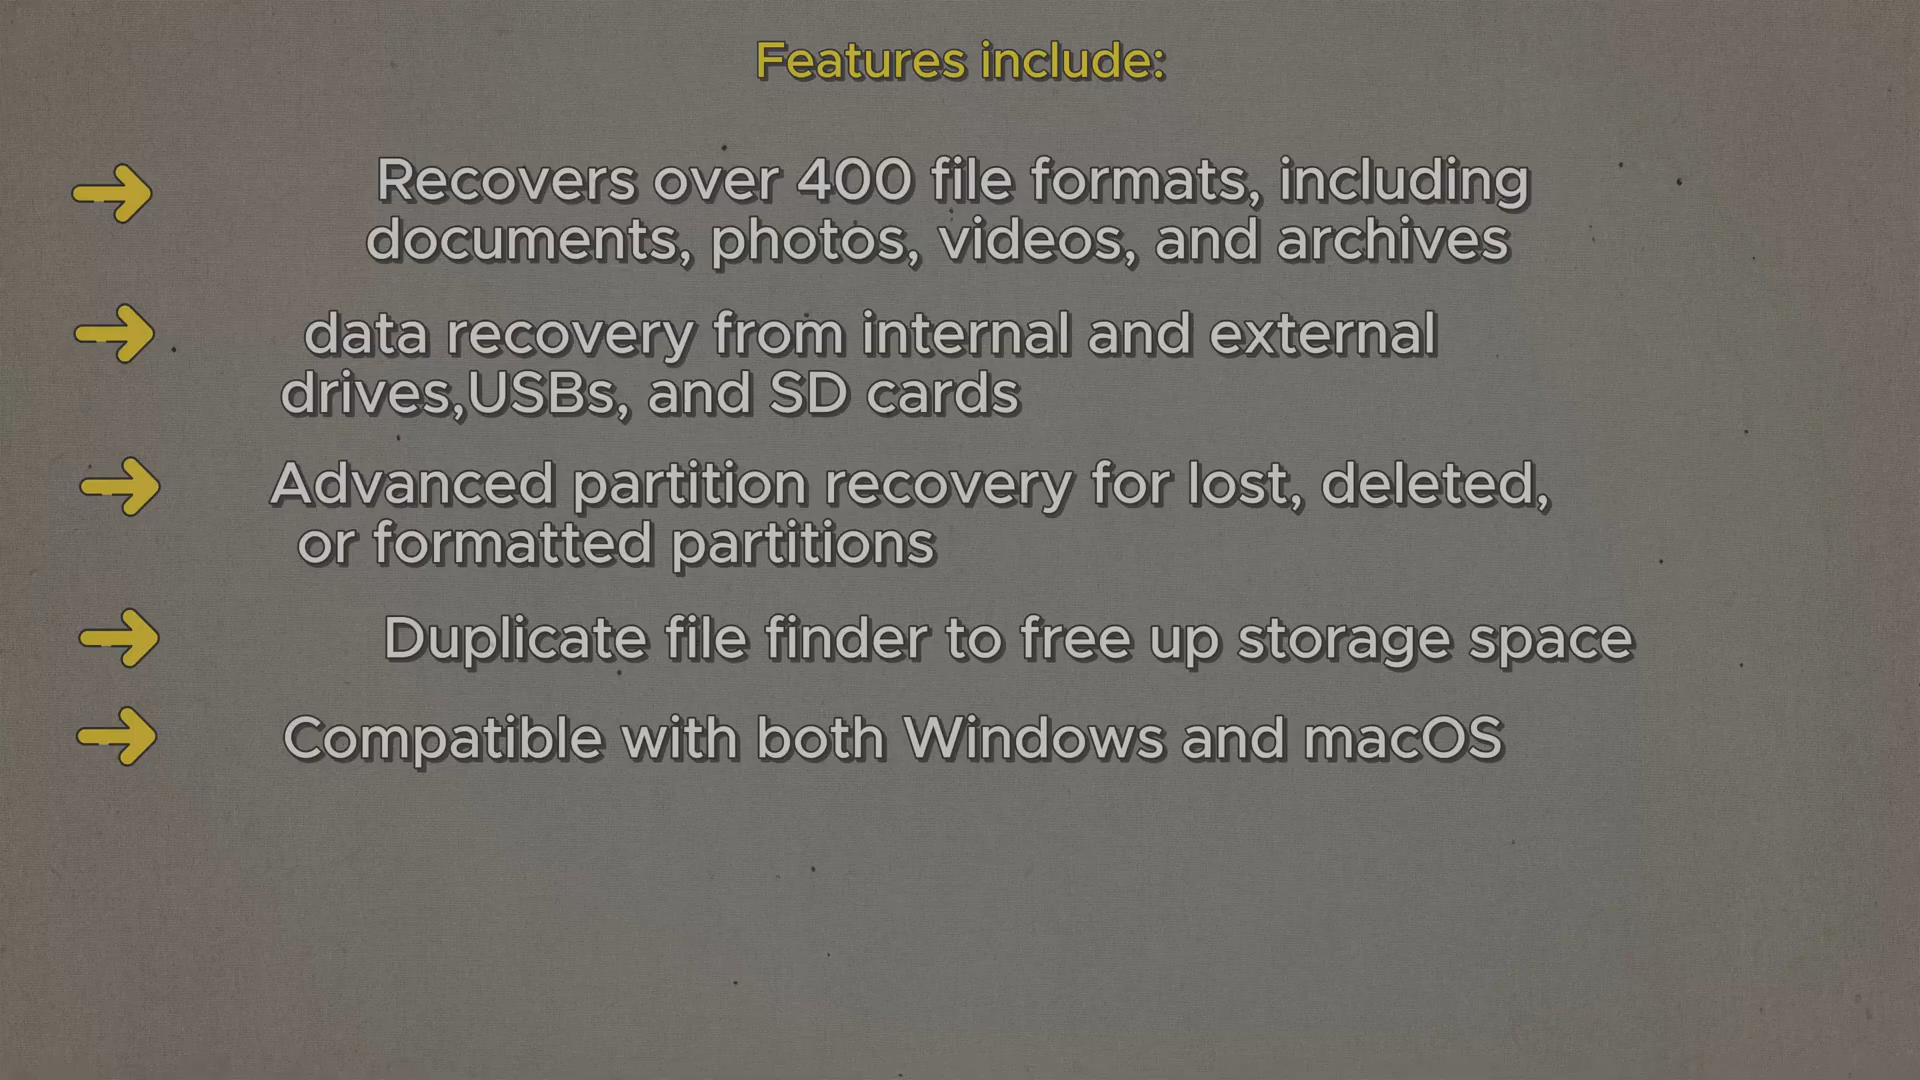 Features include:
Recovers over 400 file formats, including
documents, photos, videos, and archives
data recovery from internal and external
drives,USBs, and SD cards
Advanced partition recovery for lost, deleted,
or formatted partitions
Duplicate file finder to free up storage space
Compatible with both Windows and macOS